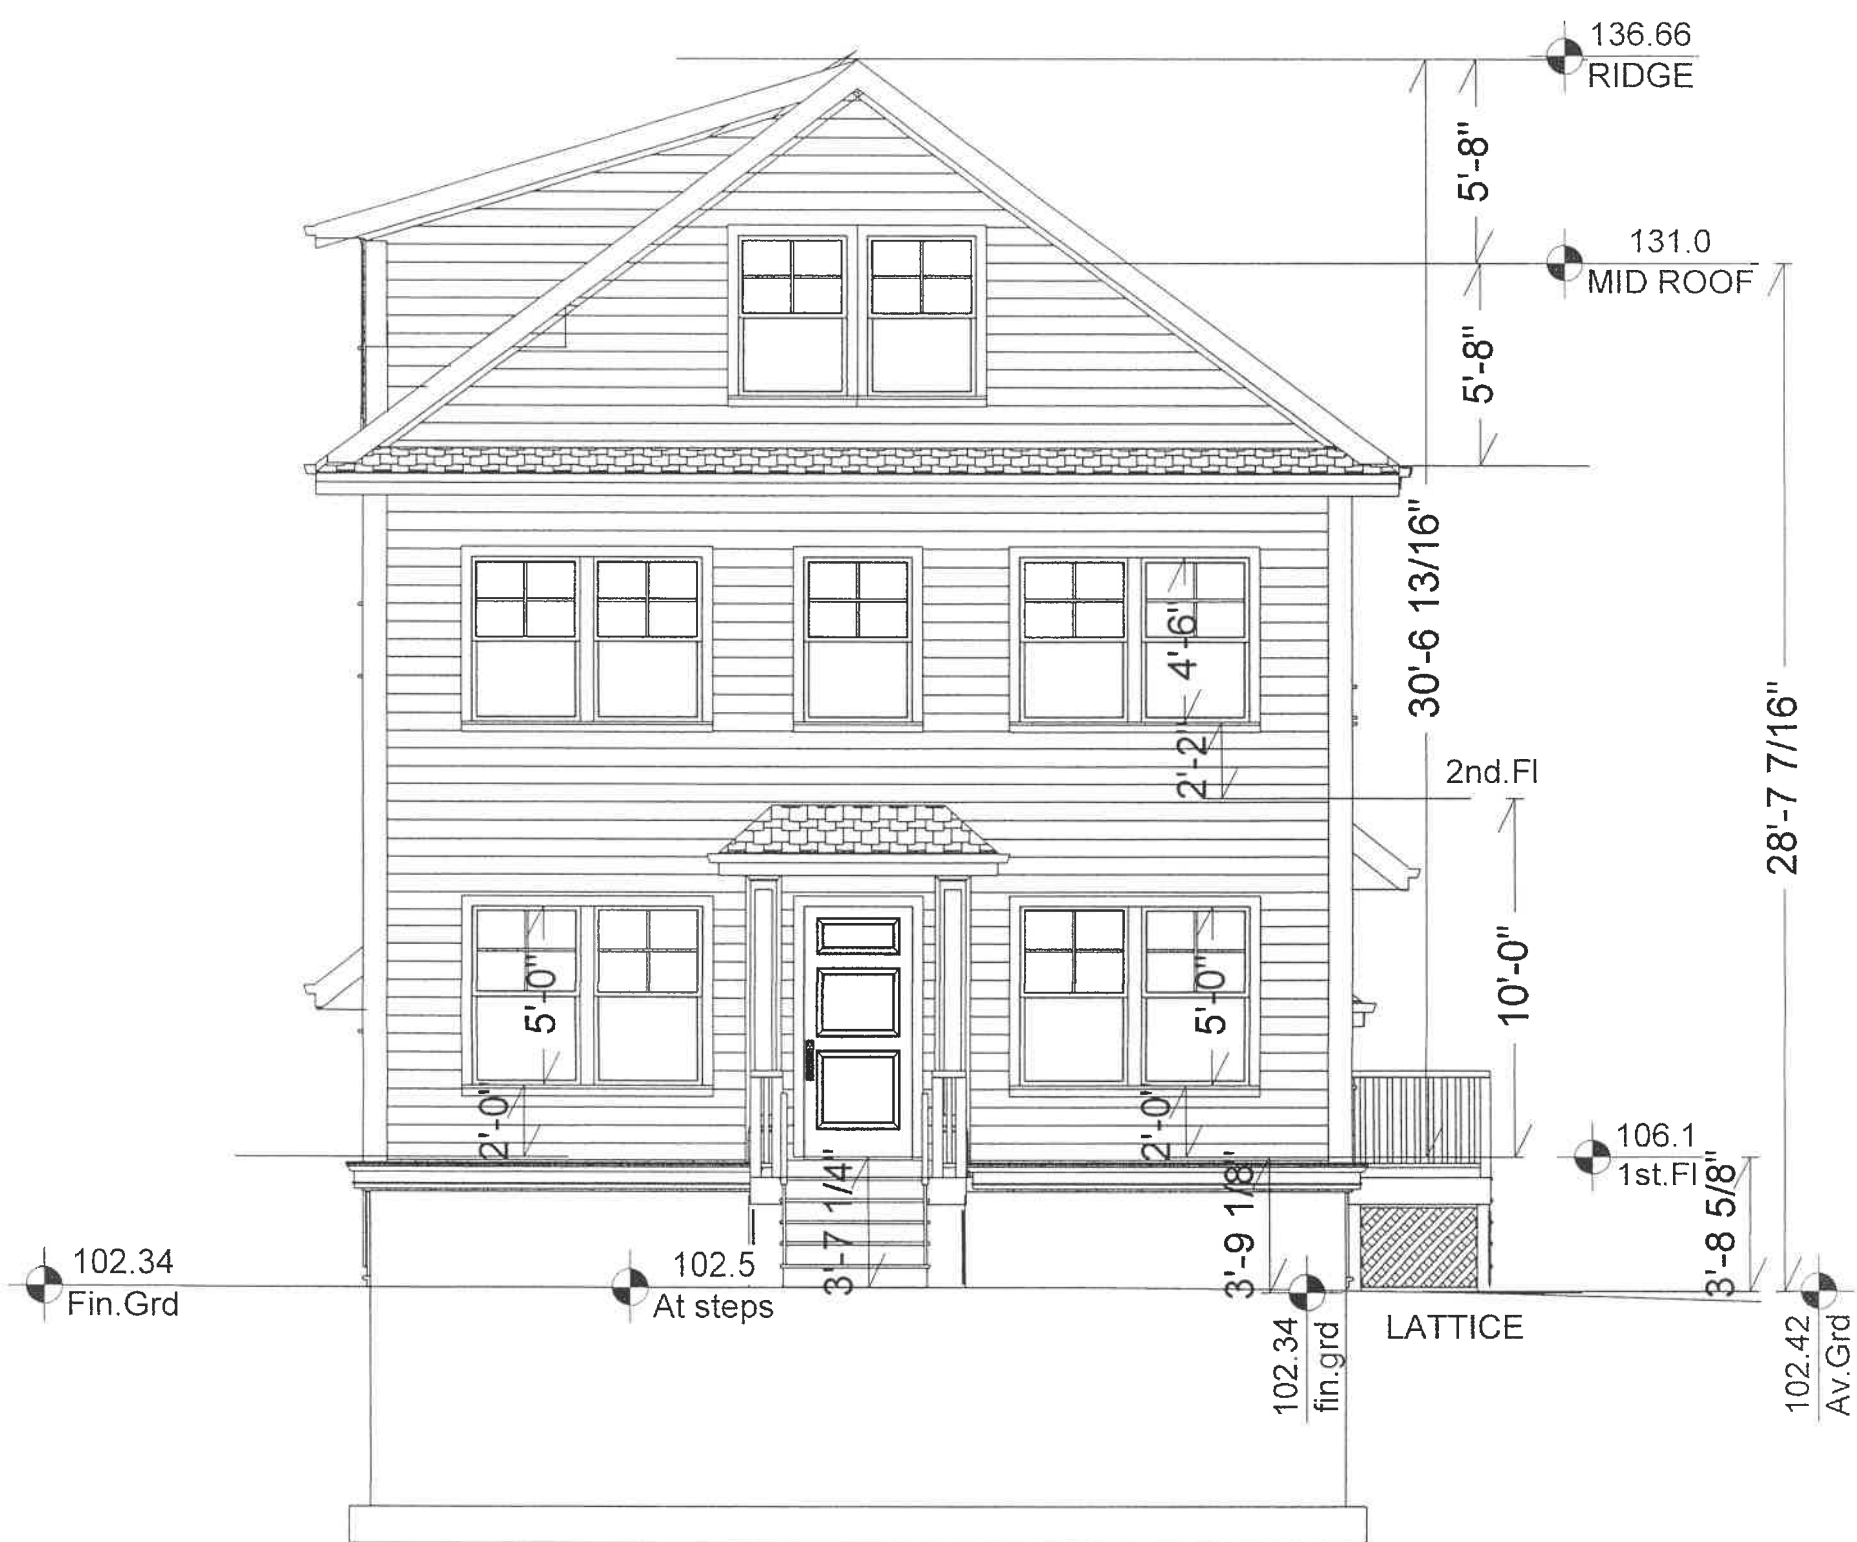 136.66
RIDGE
5'-8"
131.0
MID ROOF
5'-8"
30'-6 13/16"
4'-6"
28'-7 7/16"
2'-2"
2nd.Fl
10'-0"
5'-0"
5'-0"
2'-0"
2'-0"
106.1
1st.Fl
3'-7 1/4"
3'-9 1/8"
3'-8 5/8"
102.34
Fin.Grd
102.5
At steps
102.34
fin.grd
LATTICE
102.42
Av.Grd